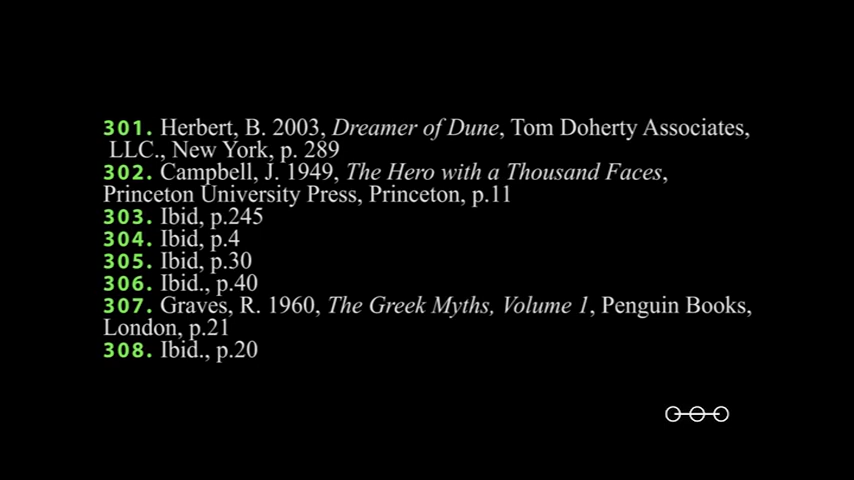 301. Herbert, B. 2003, Dreamer of Dune, Tom Doherty Associates,
LLC., New York, p. 289
302. Campbell, J. 1949, The Hero with a Thousand Faces,
Princeton University Press, Princeton, p.11
303. Ibid, p.245
304. Ibid, p.4
305. Ibid, p.30
306. Ibid., p.40
307. Graves, R. 1960, The Greek Myths, Volume 1, Penguin Books,
London, p.21
308. Ibid., p.20